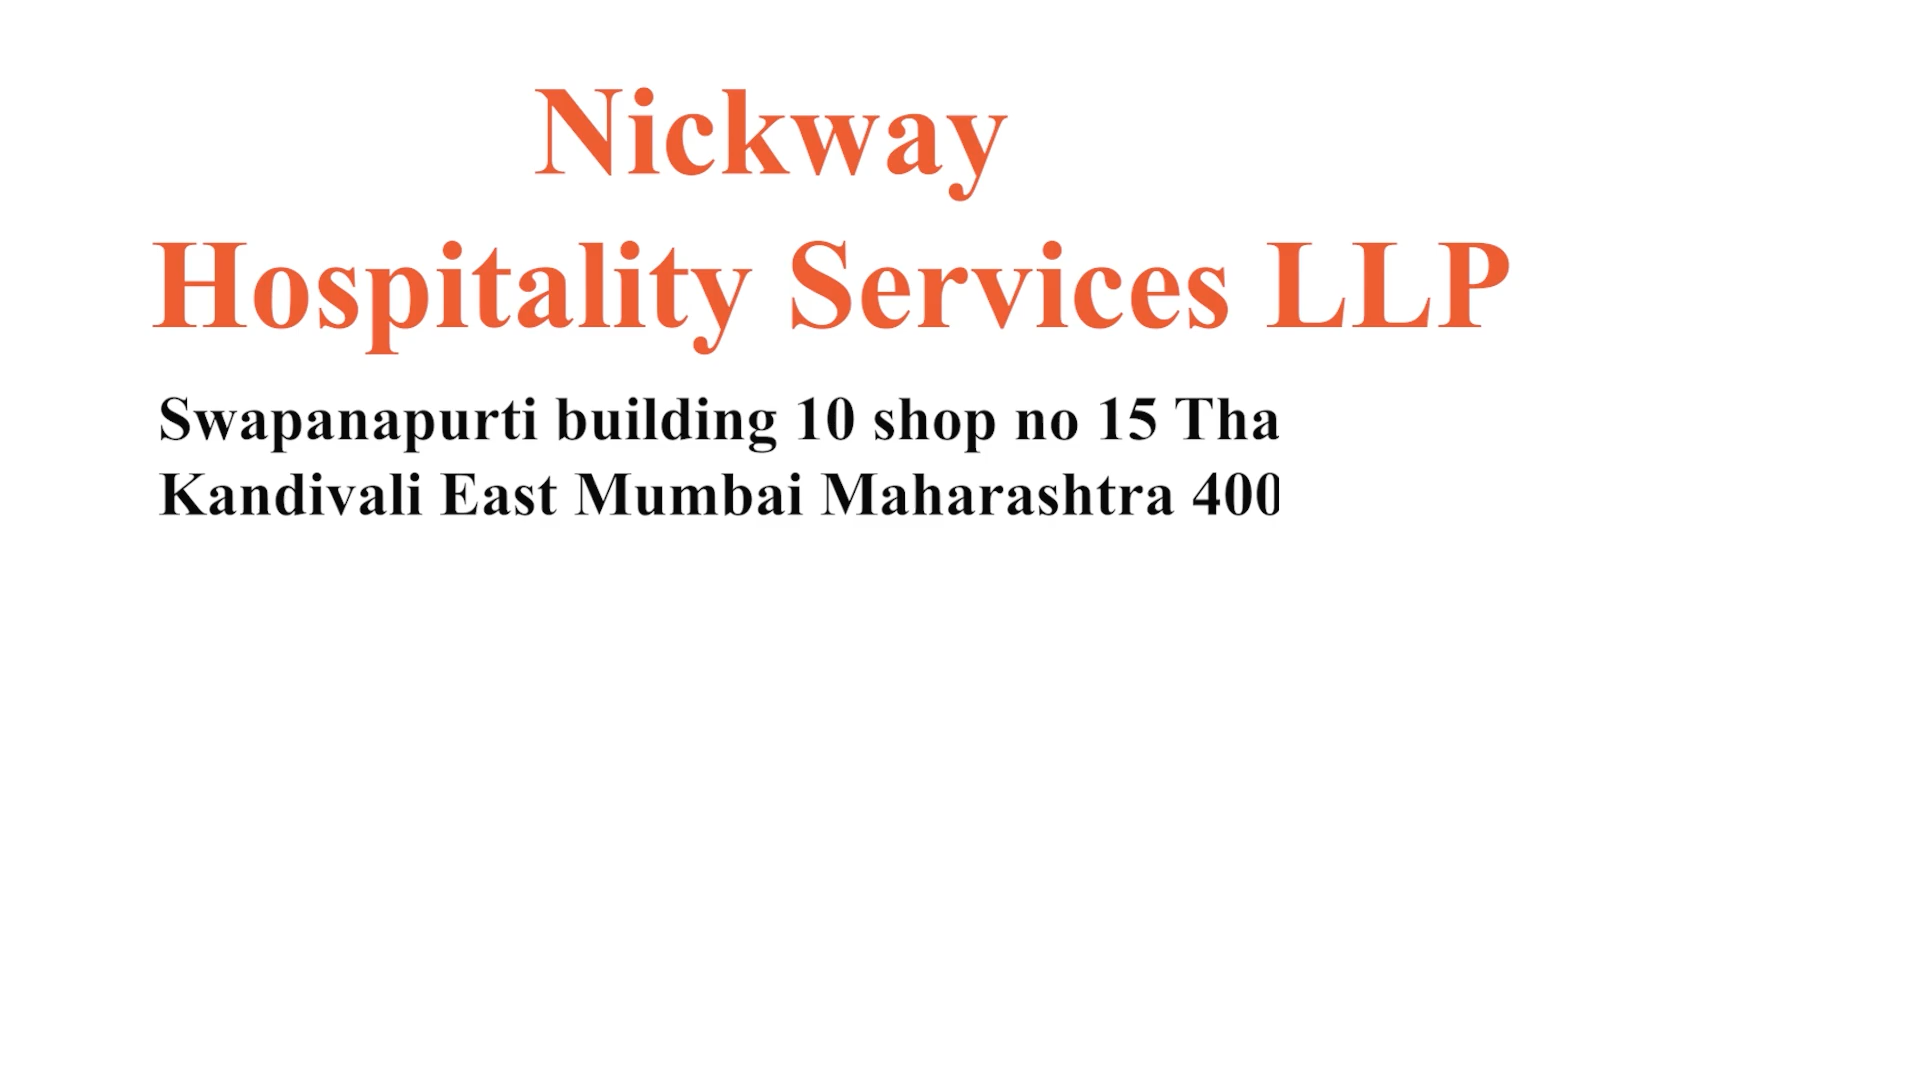 Nickway
Hospitality Services LLP
Swapanapurti building 10 shop no 15 Tha
Kandivali East Mumbai Maharashtra 400